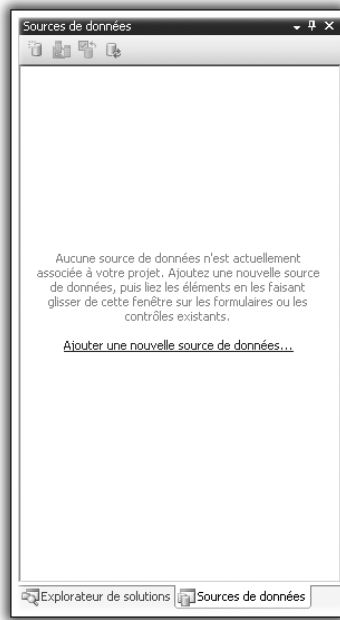 Sources de données
Aucune source de données n'est actuellement
associée à votre projet. Ajoutez une nouvelle source
de données, puis liez les éléments en les faisant
glisser de cette fenêtre sur les formulaires ou les
contrôles existants.
Ajouter une nouvelle source de données...
Explorateur de solutions
Sources de données